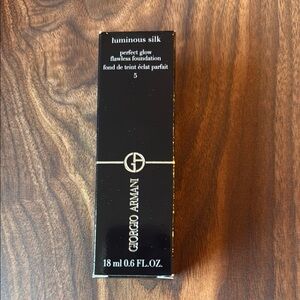 luminous silk
perfect glow
flawless foundation
fond de teint éclat parfait
5
GIORGIO ARMANI
18 ml 0.6 FL.OZ.